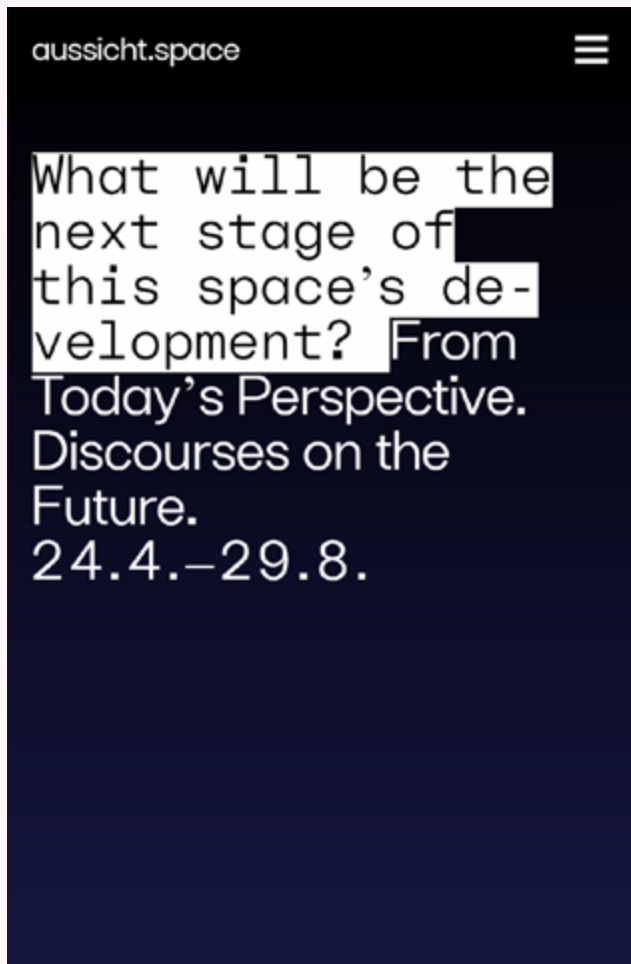 aussicht.space
What will be the
next stage of
this space’s de-
velopment? From
Today’s Perspective.
Discourses on the
Future.
24.4.–29.8.